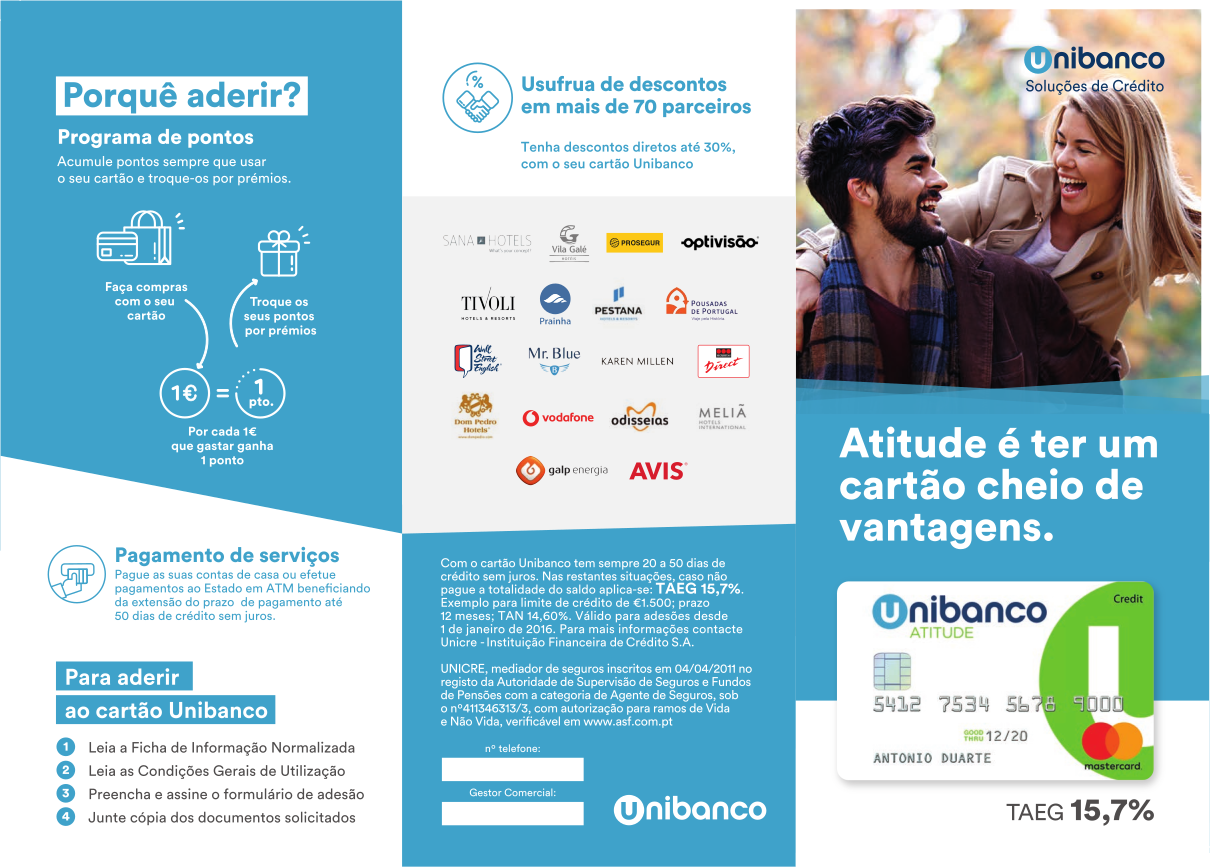 Porquê aderir?
Programa de pontos
Acumule pontos sempre que usar
o seu cartão e troque-os por prémios.
Faça compras
com o seu
cartão
Troque os
seus pontos
por prémios
1€ = 1 pto.
Por cada 1€
que gastar ganha
1 ponto
Pagamento de serviços
Pague as suas contas de casa ou efetue
pagamentos ao Estado em ATM beneficiando
da extensão do prazo de pagamento até
50 dias de crédito sem juros.
Para aderir
ao cartão Unibanco
1 Leia a Ficha de Informação Normalizada
2 Leia as Condições Gerais de Utilização
3 Preencha e assine o formulário de adesão
4 Junte cópia dos documentos solicitados
%
Usufrua de descontos
em mais de 70 parceiros
Tenha descontos diretos até 30%,
com o seu cartão Unibanco
SANA HOTELS
What's your concept?
Vila Galé
HOTÉIS
PROSEGUR
optivisão
TIVOLI
HOTELS & RESORTS
Prainha
PESTANA
HOTELS & RESORTS
POUSADAS
DE PORTUGAL
Viaje pela História
Wall
Street
English
Mr. Blue
B
KAREN MILLEN
Direct
Dom Pedro
Hotels
www.dompedro.com
vodafone
odisseias
MELIÃ
HOTELS
INTERNATIONAL
galp energia
AVIS
Com o cartão Unibanco tem sempre 20 a 50 dias de
crédito sem juros. Nas restantes situações, caso não
pague a totalidade do saldo aplica-se: TAEG 15,7%.
Exemplo para limite de crédito de €1.500; prazo
12 meses; TAN 14,60%. Válido para adesões desde
1 de janeiro de 2016. Para mais informações contacte
Unicre - Instituição Financeira de Crédito S.A.
UNICRE, mediador de seguros inscritos em 04/04/2011 no
registo da Autoridade de Supervisão de Seguros e Fundos
de Pensões com a categoria de Agente de Seguros, sob
o nº411346313/3, com autorização para ramos de Vida
e Não Vida, verificável em www.asf.com.pt
nº telefone:
Gestor Comercial:
Unibanco
Unibanco
Soluções de Crédito
Atitude é ter um
cartão cheio de
vantagens.
Unibanco
ATITUDE
Credit
5412 7534 5678 9000
GOOD
THRU 12/20
ANTONIO DUARTE
mastercard.
TAEG 15,7%